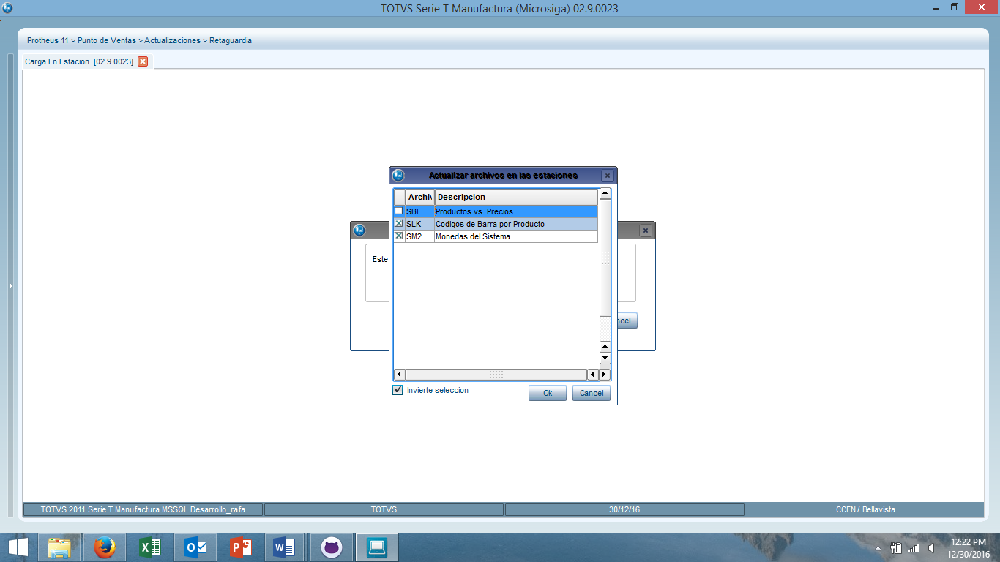 TOTVS Serie T Manufactura (Microsiga) 02.9.0023
Protheus 11 > Punto de Ventas > Actualizaciones > Retaguardia
Carga En Estacion. [02.9.0023]
Actualizar archivos en las estaciones
Archiv Descripcion
SBI Productos vs. Precios
SLK Codigos de Barra por Producto
SM2 Monedas del Sistema
Este
ncel
Invierte seleccion
Ok Cancel
TOTVS 2011 Serie T Manufactura MSSQL Desarrollo_rafa TOTVS 30/12/16 CCFN / Bellavista
12:22 PM
12/30/2016